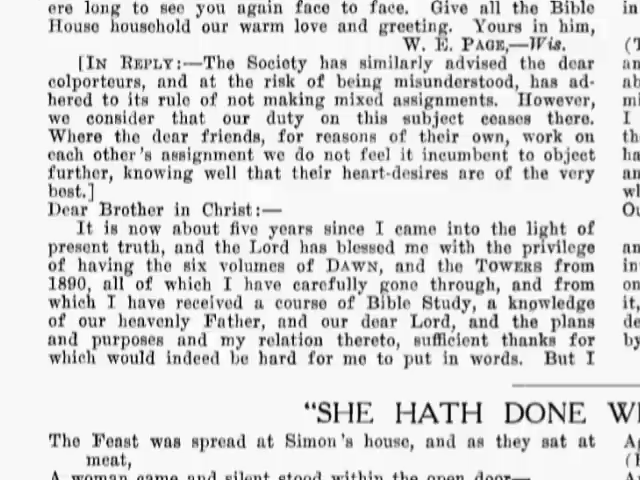 ere long to see you again face to face. Give all the Bible
House household our warm love and greeting. Yours in him,
W. E. PAGE,—Wis.
[IN REPLY:—The Society has similarly advised the dear
colporteurs, and at the risk of being misunderstood, has ad-
hered to its rule of not making mixed assignments. However,
we consider that our duty on this subject ceases there.
Where the dear friends, for reasons of their own, work on
each other's assignment we do not feel it incumbent to object
further, knowing well that their heart-desires are of the very
best.]
Dear Brother in Christ:—
It is now about five years since I came into the light of
present truth, and the Lord has blessed me with the privilege
of having the six volumes of DAWN, and the TOWERS from
1890, all of which I have carefully gone through, and from
which I have received a course of Bible Study, a knowledge
of our heavenly Father, and our dear Lord, and the plans
and purposes and my relation thereto, sufficient thanks for
which would indeed be hard for me to put in words. But I
"SHE HATH DONE
The Feast was spread at Simon's house, and as they sat at
meat,
A woman came and silent stood within the open door—